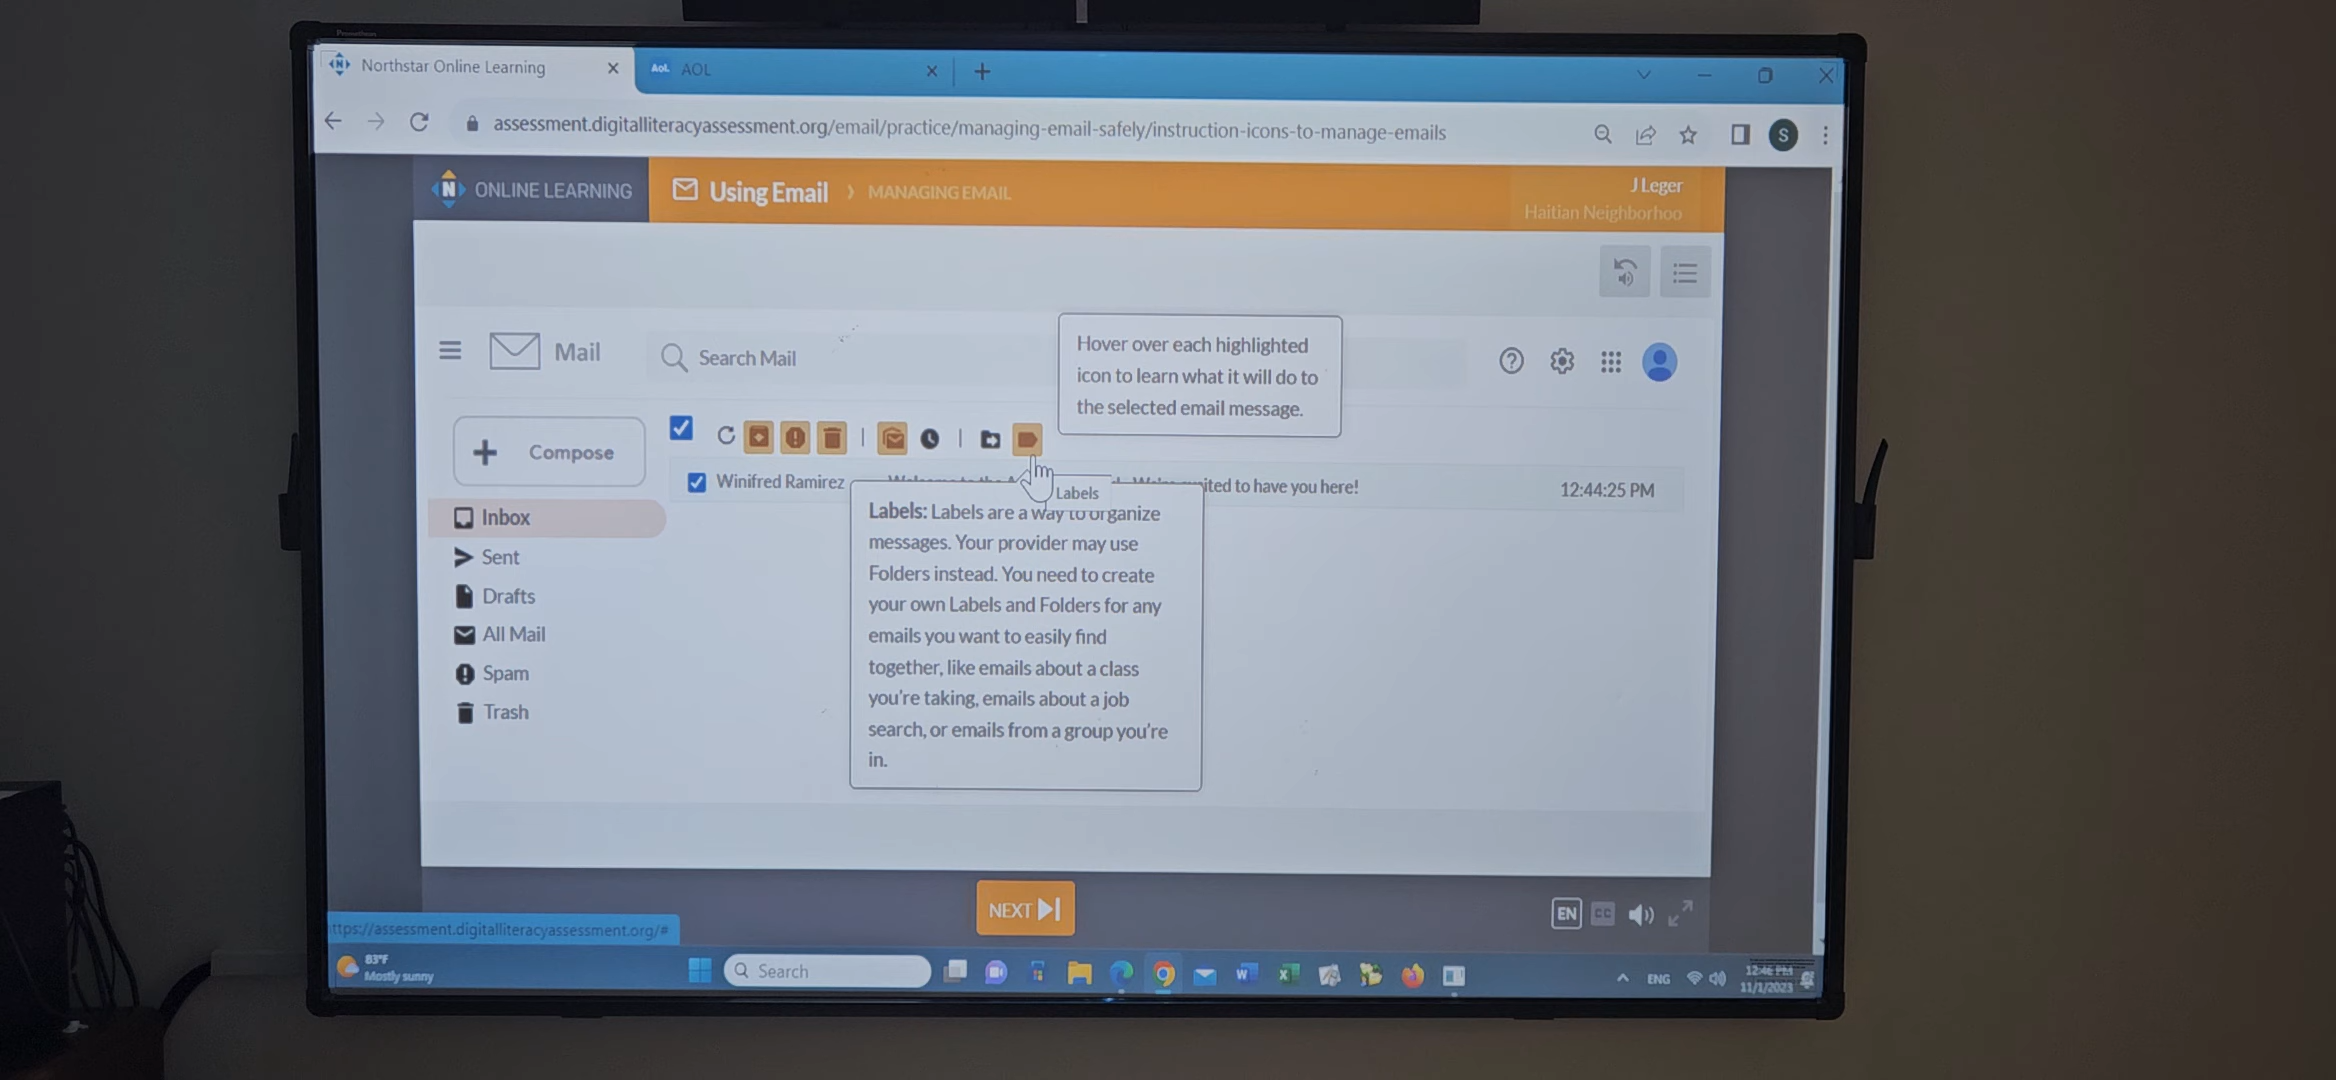 Promethean
Northstar Online Learning
AOL
assessment.digitalliteracyassessment.org/email/practice/managing-email-safely/instruction-icons-to-manage-emails
S
N ONLINE LEARNING
Using Email › MANAGING EMAIL
J Leger
Haitian Neighborhoo
Mail
Search Mail
Hover over each highlighted
icon to learn what it will do to
the selected email message.
Compose
Winifred Ramirez
ited to have you here!
12:44:25 PM
Labels
Labels: Labels are a way to organize
messages. Your provider may use
Folders instead. You need to create
your own Labels and Folders for any
emails you want to easily find
together, like emails about a class
you're taking, emails about a job
search, or emails from a group you're
in.
Inbox
Sent
Drafts
All Mail
Spam
Trash
NEXT
EN
CC
ttps://assessment.digitalliteracyassessment.org/#
83°F
Mostly sunny
Search
ENG
12:46 PM
11/1/2023